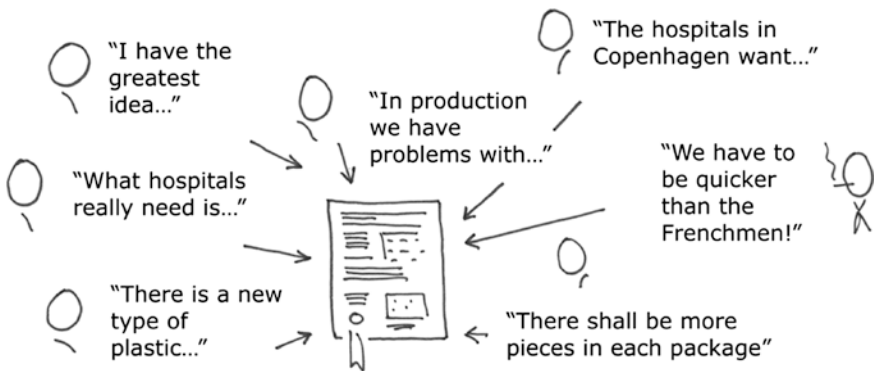 “I have the
greatest
idea...”
“The hospitals in
Copenhagen want...”
“In production
we have
problems with...”
“What hospitals
really need is...”
“We have to
be quicker
than the
Frenchmen!”
“There is a new
type of
plastic...”
“There shall be more
pieces in each package”